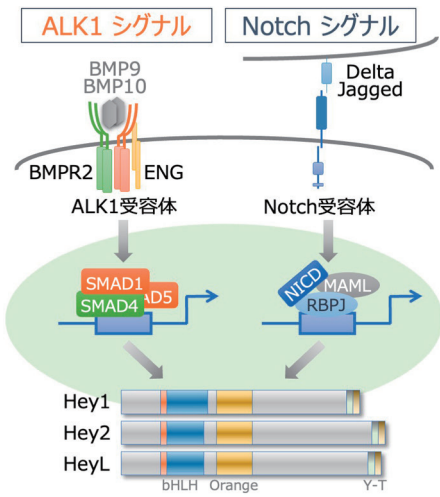 ALK1 シグナル
Notch シグナル
BMP9
BMP10
Delta
Jagged
BMPR2
ENG
ALK1受容体
Notch受容体
SMAD1
SMAD4
AD5
NICD
MAML
RBPJ
Hey1
Hey2
HeyL
bHLH Orange Y-T